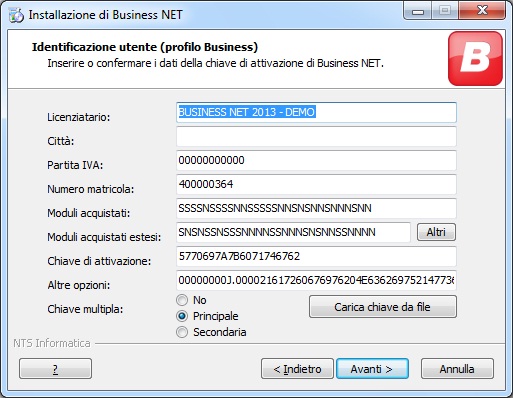 Installazione di Business NET
Identificazione utente (profilo Business)
Inserire o confermare i dati della chiave di attivazione di Business NET.
B
Licenziatario: BUSINESS NET 2013 - DEMO
Città:
Partita IVA: 00000000000
Numero matricola: 400000364
Moduli acquistati: SSSSNSSSSNNSSSSSNNSNSNNSNNNSNN
Moduli acquistati estesi: SNSNSSNSSSNNNNSSNNNSNSNNSSNNNN Altri
Chiave di attivazione: 5770697A7B6071746762
Altre opzioni: 00000000J.00002161726067697620 4E636269752147736
Chiave multipla: No
Principale
Secondaria
Carica chiave da file
NTS Informatica
? < Indietro Avanti > Annulla